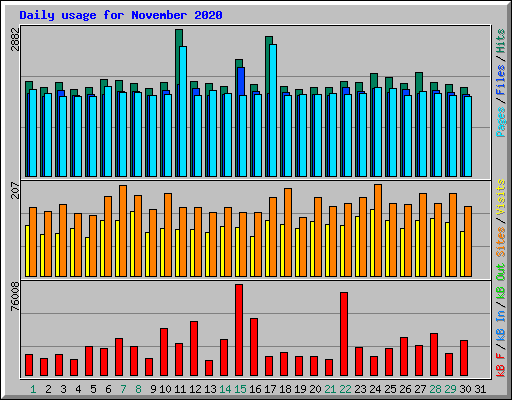 Daily usage for November 2020
2882
Pages / Files / Hits
207
Sites / Visits
76008
kB F / kB In / kB Out
1 2 3 4 5 6 7 8 9 10 11 12 13 14 15 16 17 18 19 20 21 22 23 24 25 26 27 28 29 30 31